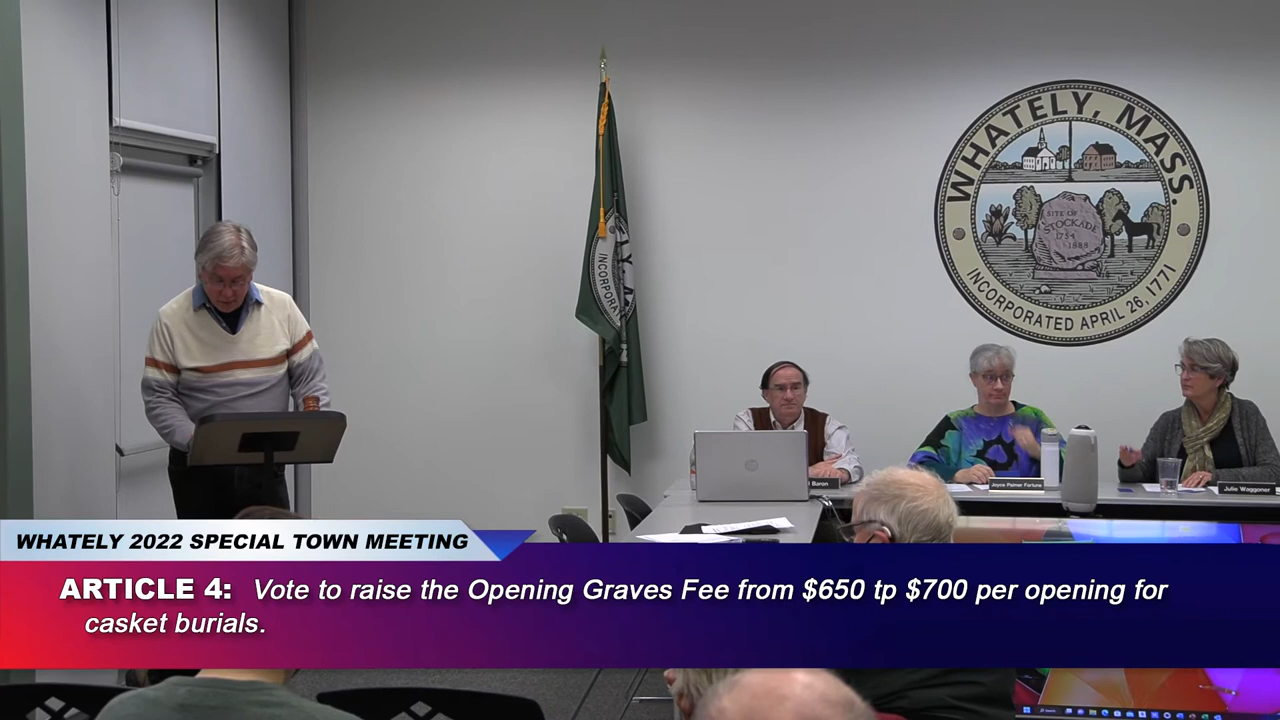 WHATELY, MASS.
SITE OF
STOCKADE
1754
1888
INCORPORATED APRIL 26, 1771
INCORPORATED
Baron
Joyce Palmer Fortune
Julie Waggoner
WHATELY 2022 SPECIAL TOWN MEETING
ARTICLE 4: Vote to raise the Opening Graves Fee from $650 tp $700 per opening for
casket burials.